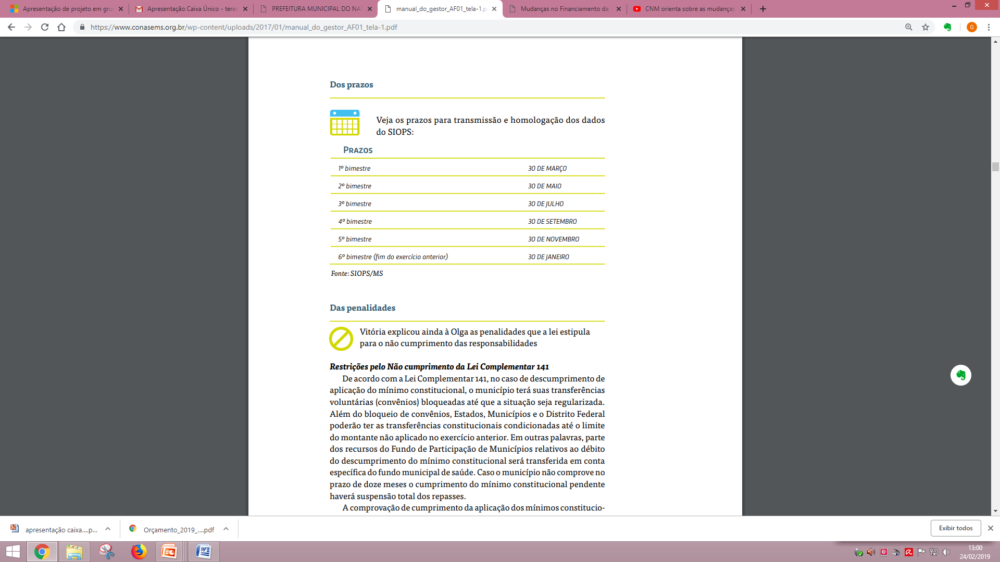 Apresentação de projeto em gru
Apresentação Caixa Único - terez
PREFEITURA MUNICIPAL DO NAT
manual_do_gestor_AF01_tela-1.p
Mudanças no Financiamento da
CNM orienta sobre as mudanças
https://www.conasems.org.br/wp-content/uploads/2017/01/manual_do_gestor_AF01_tela-1.pdf
G
Dos prazos
Veja os prazos para transmissão e homologação dos dados
do SIOPS:
PRAZOS
1º bimestre 30 DE MARÇO
2º bimestre 30 DE MAIO
3º bimestre 30 DE JULHO
4º bimestre 30 DE SETEMBRO
5º bimestre 30 DE NOVEMBRO
6º bimestre (fim do exercício anterior) 30 DE JANEIRO
Fonte: SIOPS/MS
Das penalidades
Vitória explicou ainda à Olga as penalidades que a lei estipula
para o não cumprimento das responsabilidades
Restrições pelo Não cumprimento da Lei Complementar 141
De acordo com a Lei Complementar 141, no caso de descumprimento de
aplicação do mínimo constitucional, o município terá suas transferências
voluntárias (convênios) bloqueadas até que a situação seja regularizada.
Além do bloqueio de convênios, Estados, Municípios e o Distrito Federal
poderão ter as transferências constitucionais condicionadas até o limite
do montante não aplicado no exercício anterior. Em outras palavras, parte
dos recursos do Fundo de Participação de Municípios relativos ao débito
do descumprimento do mínimo constitucional será transferida em conta
específica do fundo municipal de saúde. Caso o município não comprove no
prazo de doze meses o cumprimento do mínimo constitucional pendente
haverá suspensão total dos repasses.
A comprovação de cumprimento da aplicação dos mínimos constitucio-
apresentação caixa....p...
Orçamento_2019_....pdf
Exibir todos
13:00
24/02/2019